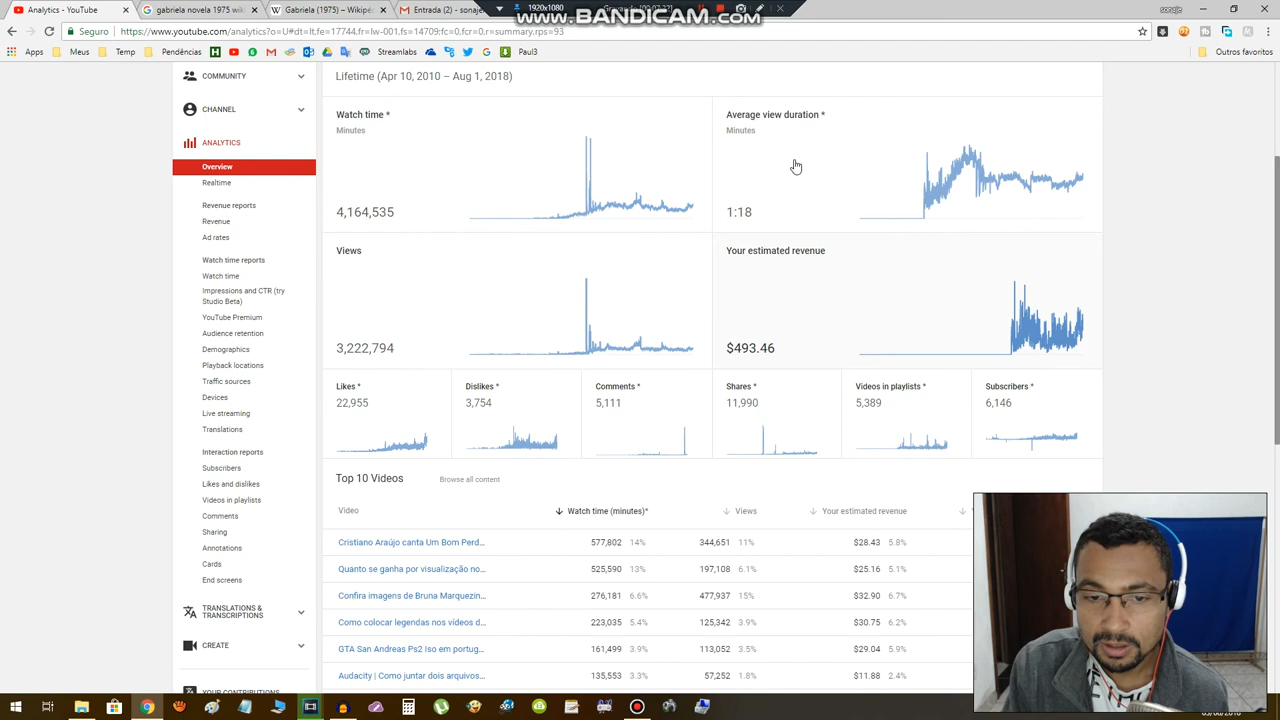 Analytics - YouTube
gabriela novela 1975 - Pe
Gabriela (1975) – Wikipé
Entrada (2) - sonaje
www.BANDICAM.com
1920x1080
Seguro
https://www.youtube.com/analytics?o=U#dt=lt,fe=17744,fr=lw-001,fs=14709;fc=0,fcr=0,r=summary,rps=93
Apps
Meus
Temp
Pendências
Streamlabs
Paul3
Outros favoritos
COMMUNITY
CHANNEL
ANALYTICS
Overview
Realtime
Revenue reports
Revenue
Ad rates
Watch time reports
Watch time
Impressions and CTR (try
Studio Beta)
YouTube Premium
Audience retention
Demographics
Playback locations
Traffic sources
Devices
Live streaming
Translations
Interaction reports
Subscribers
Likes and dislikes
Videos in playlists
Comments
Sharing
Annotations
Cards
End screens
TRANSLATIONS &
TRANSCRIPTIONS
CREATE
YOUR CONTRIBUTIONS
Lifetime (Apr 10, 2010 – Aug 1, 2018)
Watch time *
Minutes
4,164,535
Average view duration *
Minutes
1:18
Views
3,222,794
Your estimated revenue
$493.46
Likes *
22,955
Dislikes *
3,754
Comments *
5,111
Shares *
11,990
Videos in playlists *
5,389
Subscribers *
6,146
Top 10 Videos Browse all content
Video Watch time (minutes)* Views Your estimated revenue
Cristiano Araújo canta Um Bom Perd... 577,802 14% 344,651 11% $28.43 5.8%
Quanto se ganha por visualização no... 525,590 13% 197,108 6.1% $25.16 5.1%
Confira imagens de Bruna Marquezin... 276,181 6.6% 477,937 15% $32.90 6.7%
Como colocar legendas nos vídeos d... 223,035 5.4% 125,342 3.9% $30.75 6.2%
GTA San Andreas Ps2 Iso em portug... 161,499 3.9% 113,052 3.5% $29.04 5.9%
Audacity | Como juntar dois arquivos... 135,553 3.3% 57,252 1.8% $11.88 2.4%